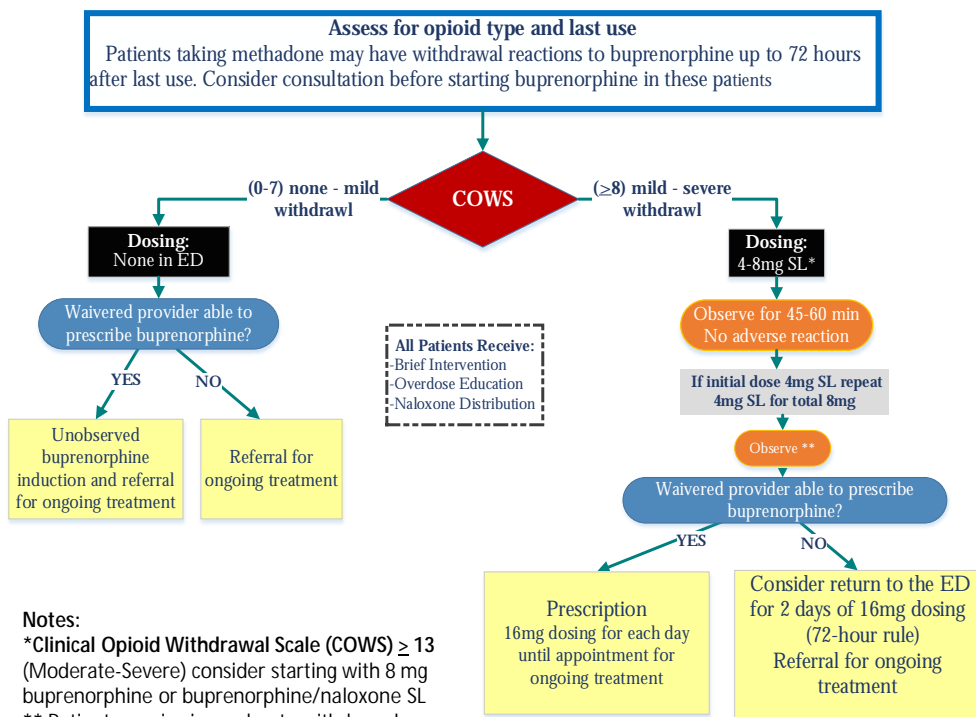 Assess for opioid type and last use
Patients taking methadone may have withdrawal reactions to buprenorphine up to 72 hours
after last use. Consider consultation before starting buprenorphine in these patients
(0-7) none - mild
withdrawl
COWS
(≥8) mild - severe
withdrawl
Dosing:
None in ED
Dosing:
4-8mg SL*
Waivered provider able to
prescribe buprenorphine?
Observe for 45-60 min
No adverse reaction
All Patients Receive:
-Brief Intervention
-Overdose Education
-Naloxone Distribution
YES
NO
If initial dose 4mg SL repeat
4mg SL for total 8mg
Unobserved
buprenorphine
induction and referral
for ongoing treatment
Referral for
ongoing treatment
Observe **
Waivered provider able to prescribe
buprenorphine?
YES
NO
Prescription
16mg dosing for each day
until appointment for
ongoing treatment
Consider return to the ED
for 2 days of 16mg dosing
(72-hour rule)
Referral for ongoing
treatment
Notes:
*Clinical Opioid Withdrawal Scale (COWS) ≥ 13
(Moderate-Severe) consider starting with 8 mg
buprenorphine or buprenorphine/naloxone SL